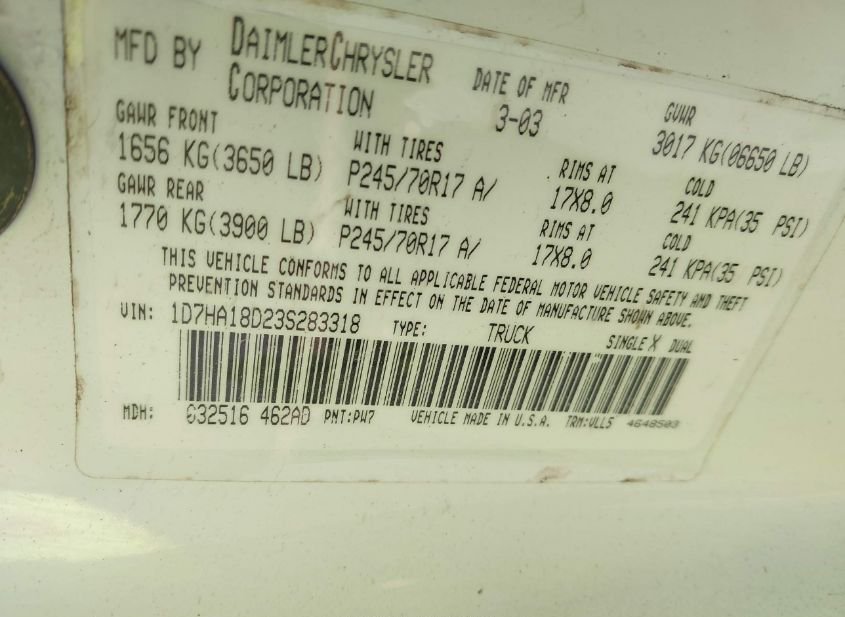 MFD BY DAIMLERCHRYSLER CORPORATION DATE OF MFR 3-03 GVWR 3017 KG(06650 LB)
GAWR FRONT 1656 KG(3650 LB) WITH TIRES P245/70R17 A/ RIMS AT 17X8.0 COLD 241 KPA(35 PSI)
GAWR REAR 1770 KG(3900 LB) WITH TIRES P245/70R17 A/ RIMS AT 17X8.0 COLD 241 KPA(35 PSI)
THIS VEHICLE CONFORMS TO ALL APPLICABLE FEDERAL MOTOR VEHICLE SAFETY AND THEFT
PREVENTION STANDARDS IN EFFECT ON THE DATE OF MANUFACTURE SHOWN ABOVE.
VIN: 1D7HA18D23S283318 TYPE: TRUCK SINGLE X DUAL
MDH: 032516 462AD PNT:PW7 VEHICLE MADE IN U.S.A. TRM:VLL5 4648503